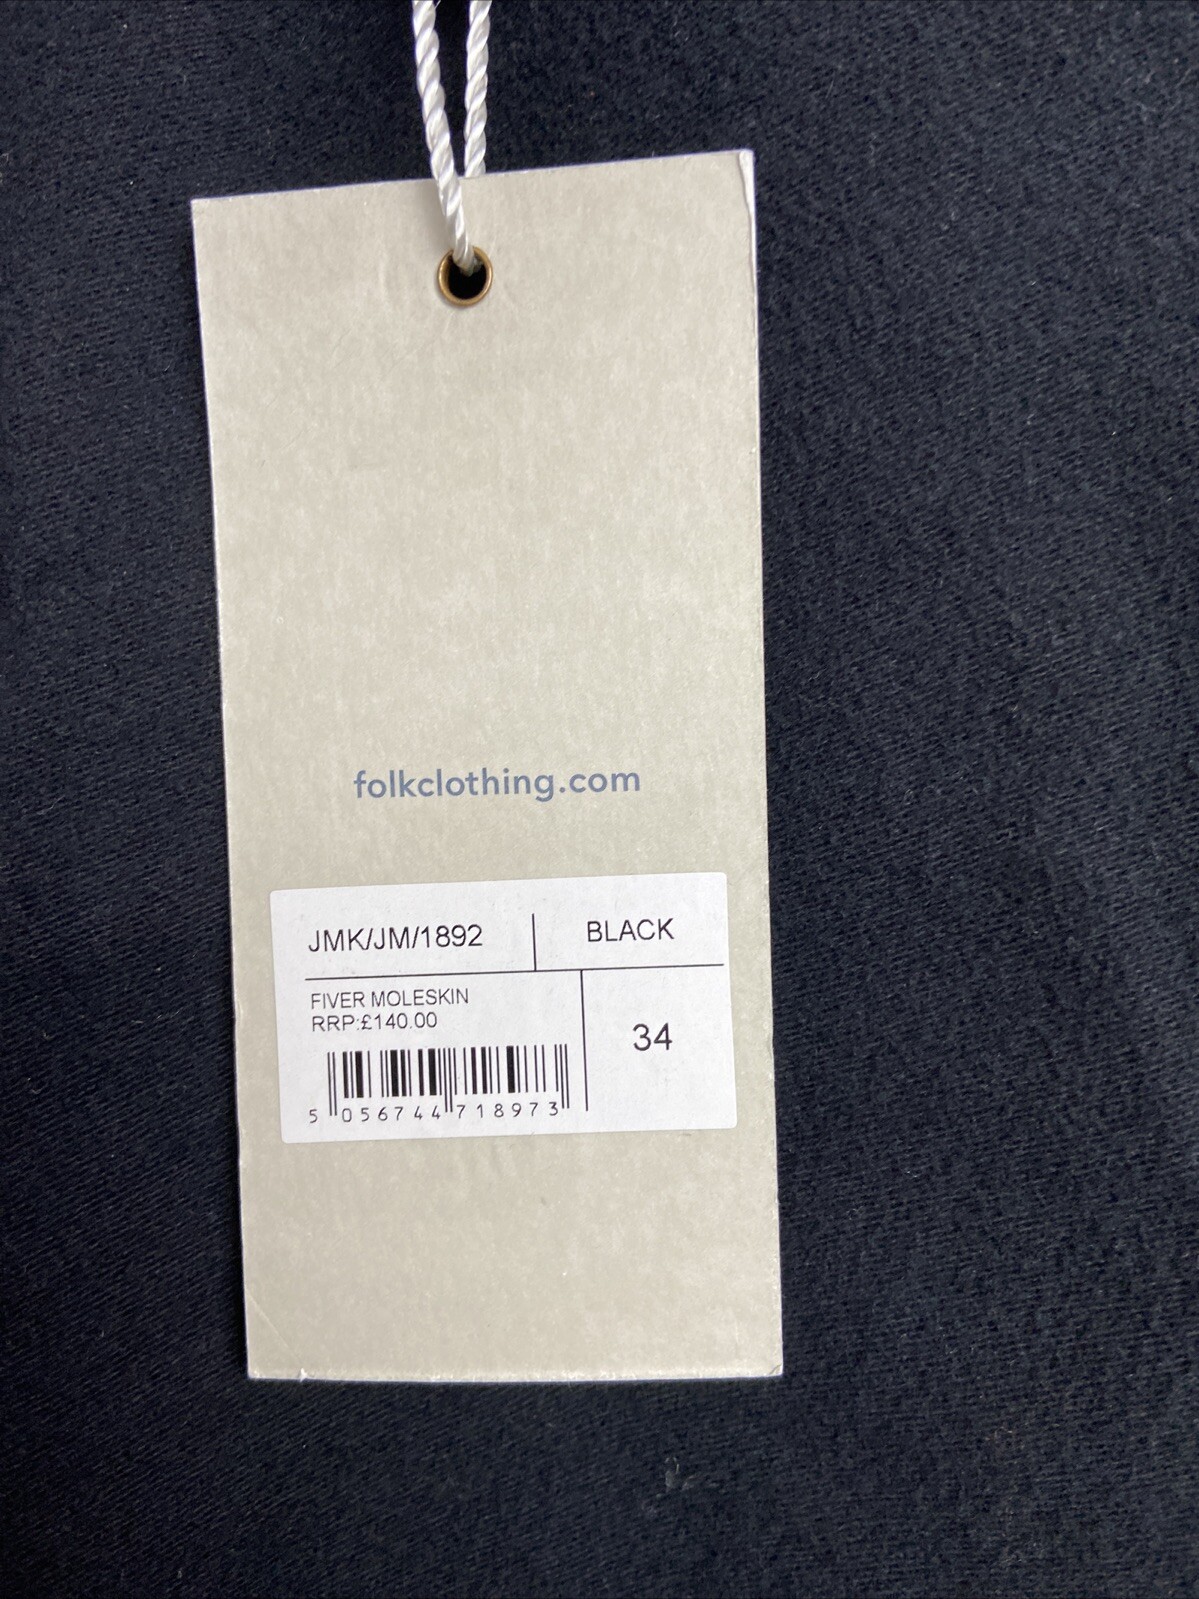 folkclothing.com
JMK/JM/1892
BLACK
FIVER MOLESKIN
RRP:£140.00
34
5 056744 718973